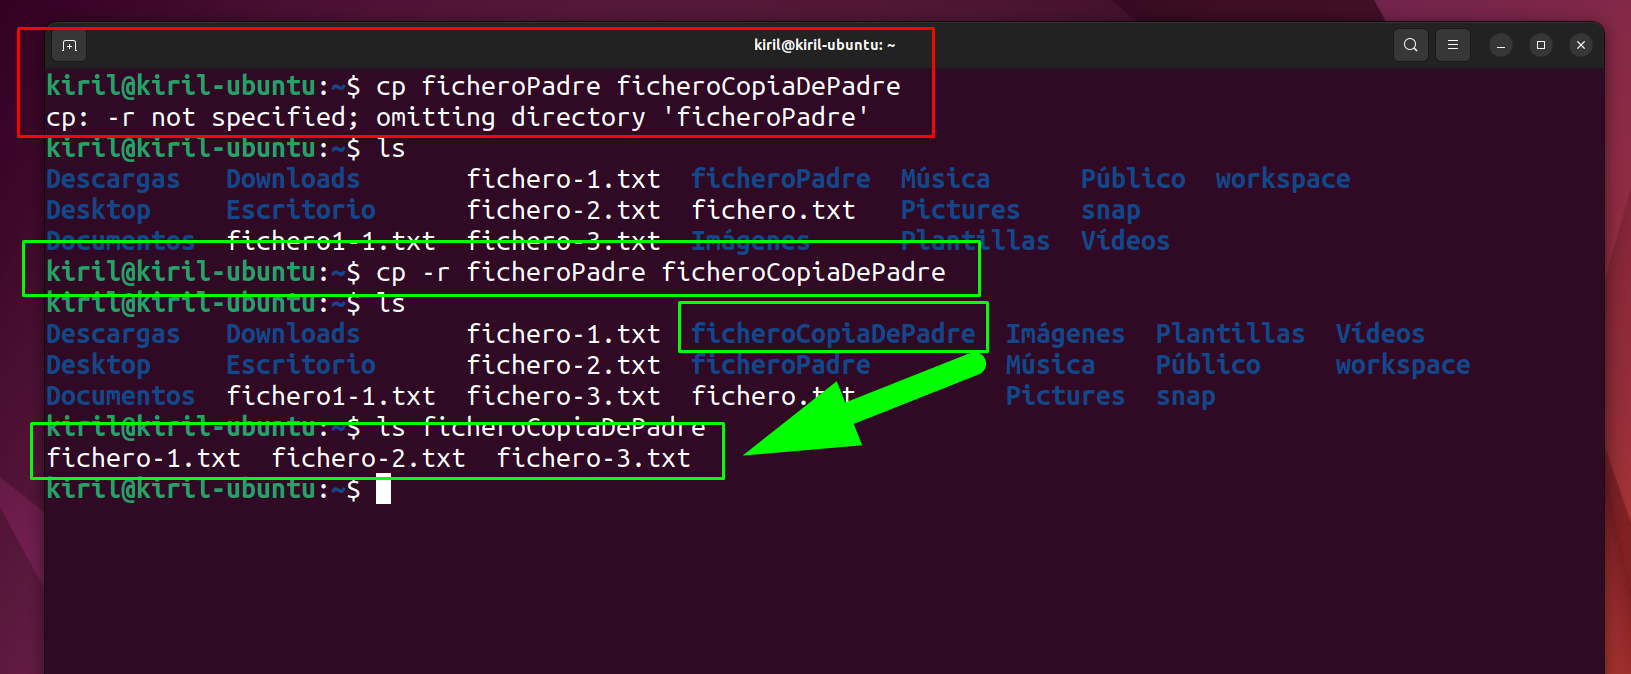 kiril@kiril-ubuntu: ~
kiril@kiril-ubuntu:~$ cp ficheroPadre ficheroCopiaDePadre
cp: -r not specified; omitting directory 'ficheroPadre'
kiril@kiril-ubuntu:~$ ls
Descargas Downloads fichero-1.txt ficheroPadre Música Público workspace
Desktop Escritorio fichero-2.txt fichero.txt Pictures snap
Documentos fichero1-1.txt fichero-3.txt Imágenes Plantillas Vídeos
kiril@kiril-ubuntu:~$ cp -r ficheroPadre ficheroCopiaDePadre
kiril@kiril-ubuntu:~$ ls
Descargas Downloads fichero-1.txt ficheroCopiaDePadre Imágenes Plantillas Vídeos
Desktop Escritorio fichero-2.txt ficheroPadre Música Público workspace
Documentos fichero1-1.txt fichero-3.txt fichero.txt Pictures snap
kiril@kiril-ubuntu:~$ ls ficheroCopiaDePadre
fichero-1.txt fichero-2.txt fichero-3.txt
kiril@kiril-ubuntu:~$